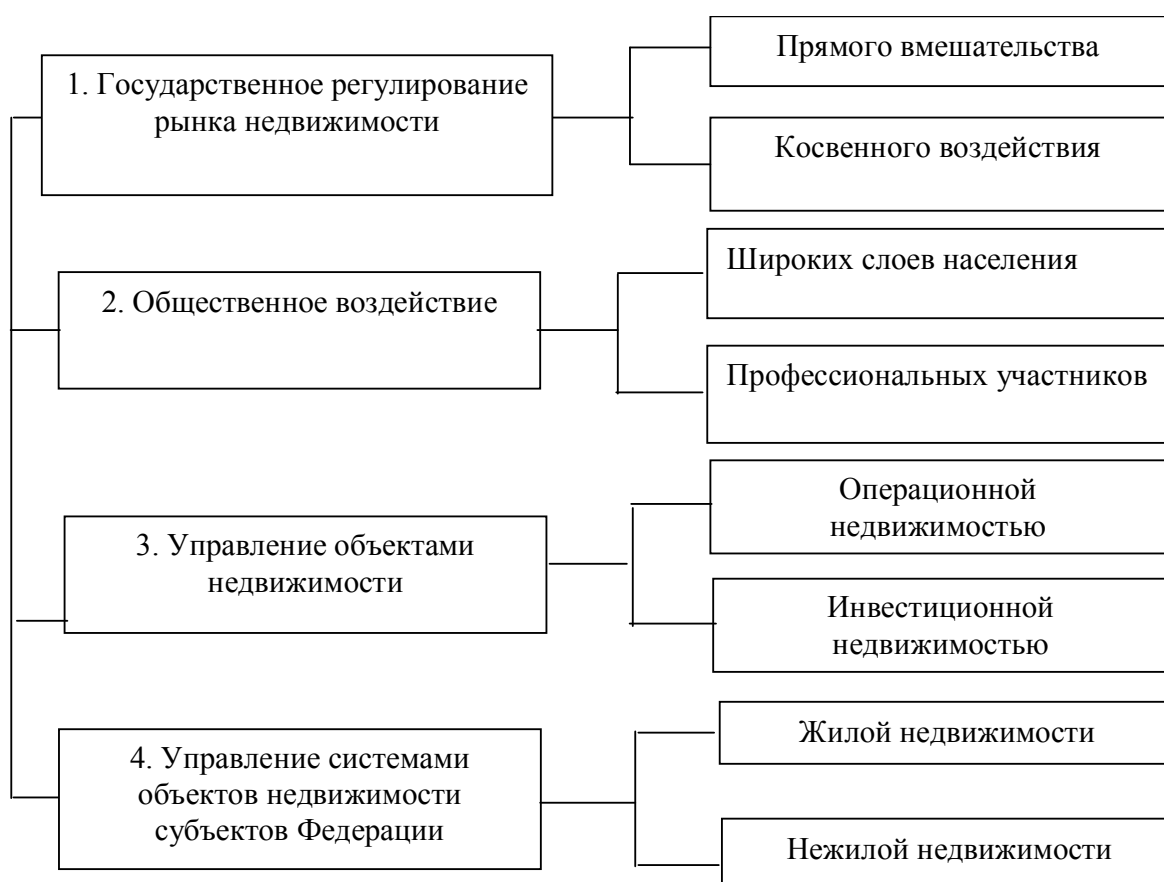 1. Государственное регулирование
рынка недвижимости
Прямого вмешательства
Косвенного воздействия
2. Общественное воздействие
Широких слоев населения
Профессиональных участников
3. Управление объектами
недвижимости
Операционной
недвижимостью
Инвестиционной
недвижимостью
4. Управление системами
объектов недвижимости
субъектов Федерации
Жилой недвижимости
Нежилой недвижимости